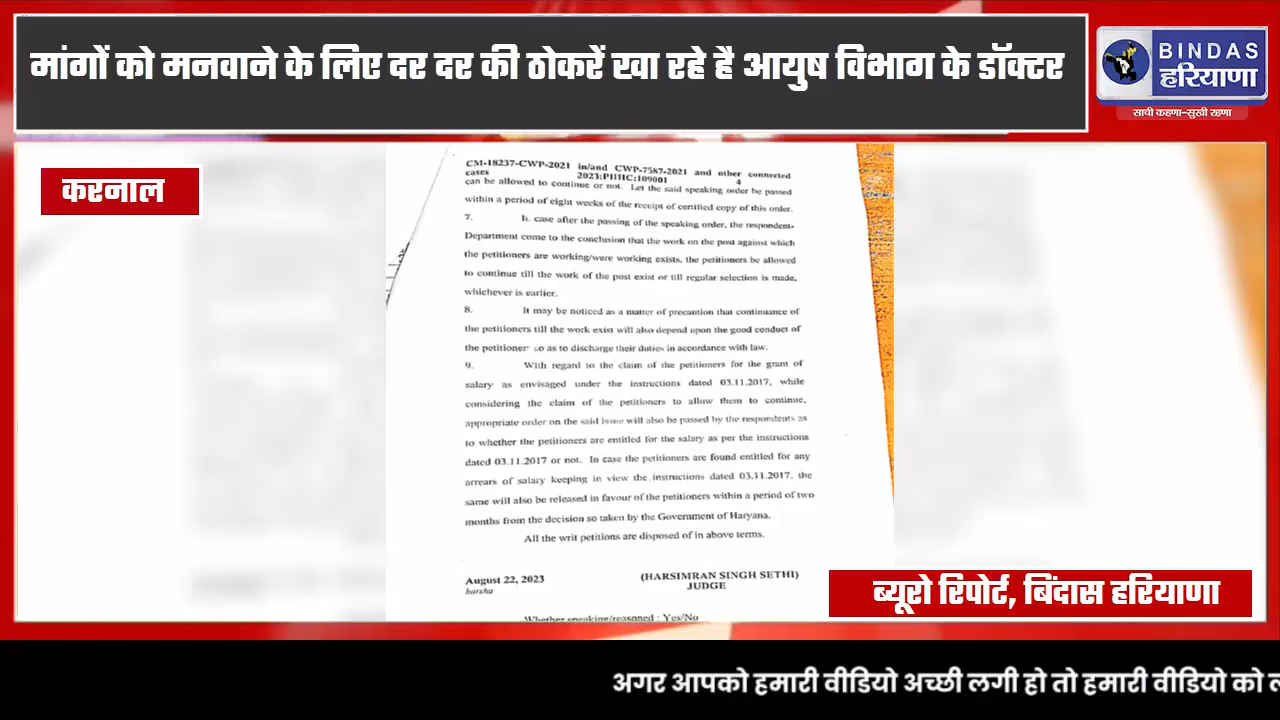 मांगों को मनवाने के लिए दर दर की ठोकरें खा रहे है आयुष विभाग के डॉक्टर
BINDAS
हरियाणा
साची कहणा-सुखी रहणा
करनाल
CM-18237-CWP-2021 in/and CWP-7587-2021 and other connected
cases 2023:PHHC:109001 4
can be allowed to continue or not. Let the said speaking order be passed
within a period of eight weeks of the receipt of certified copy of this order.
7. In case after the passing of the speaking order, the respondent-
Department come to the conclusion that the work on the post against which
the petitioners are working/were working exists, the petitioners be allowed
to continue till the work of the post exist or till regular selection is made,
whichever is earlier.
8. It may be noticed as a matter of precaution that continuance of
the petitioners till the work exist will also depend upon the good conduct of
the petitioner so as to discharge their duties in accordance with law.
9. With regard to the claim of the petitioners for the grant of
salary as envisaged under the instructions dated 03.11.2017, while
considering the claim of the petitioners to allow them to continue,
appropriate order on the said issue will also be passed by the respondents as
to whether the petitioners are entitled for the salary as per the instructions
dated 03.11.2017 or not. In case the petitioners are found entitled for any
arrears of salary keeping in view the instructions dated 03.11.2017, the
same will also be released in favour of the petitioners within a period of two
months from the decision so taken by the Government of Haryana.
All the writ petitions are disposed of in above terms.
August 22, 2023 (HARSIMRAN SINGH SETHI)
harsha JUDGE
Whether speaking/reasoned : Yes/No
ब्यूरो रिपोर्ट, बिंदास हरियाणा
अगर आपको हमारी वीडियो अच्छी लगी हो तो हमारी वीडियो को